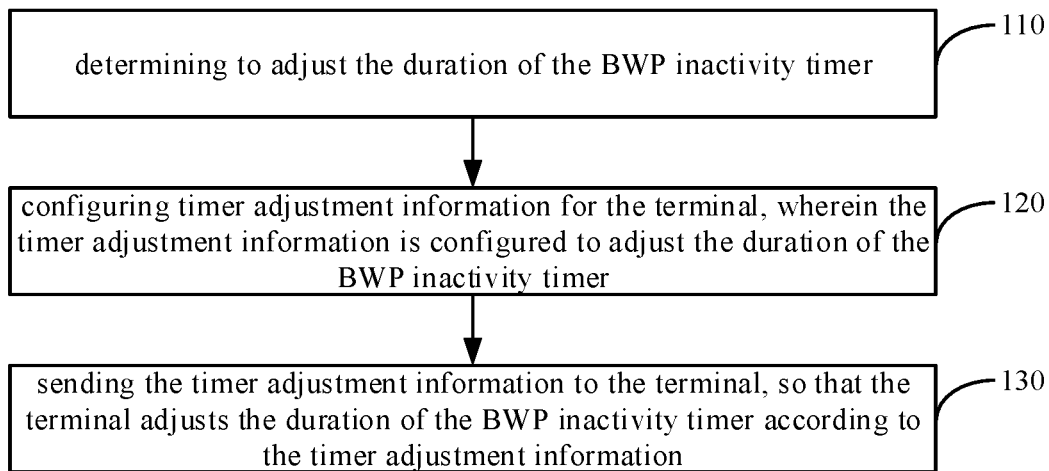 determining to adjust the duration of the BWP inactivity timer
110
configuring timer adjustment information for the terminal, wherein the
timer adjustment information is configured to adjust the duration of the
BWP inactivity timer
120
sending the timer adjustment information to the terminal, so that the
terminal adjusts the duration of the BWP inactivity timer according to
the timer adjustment information
130